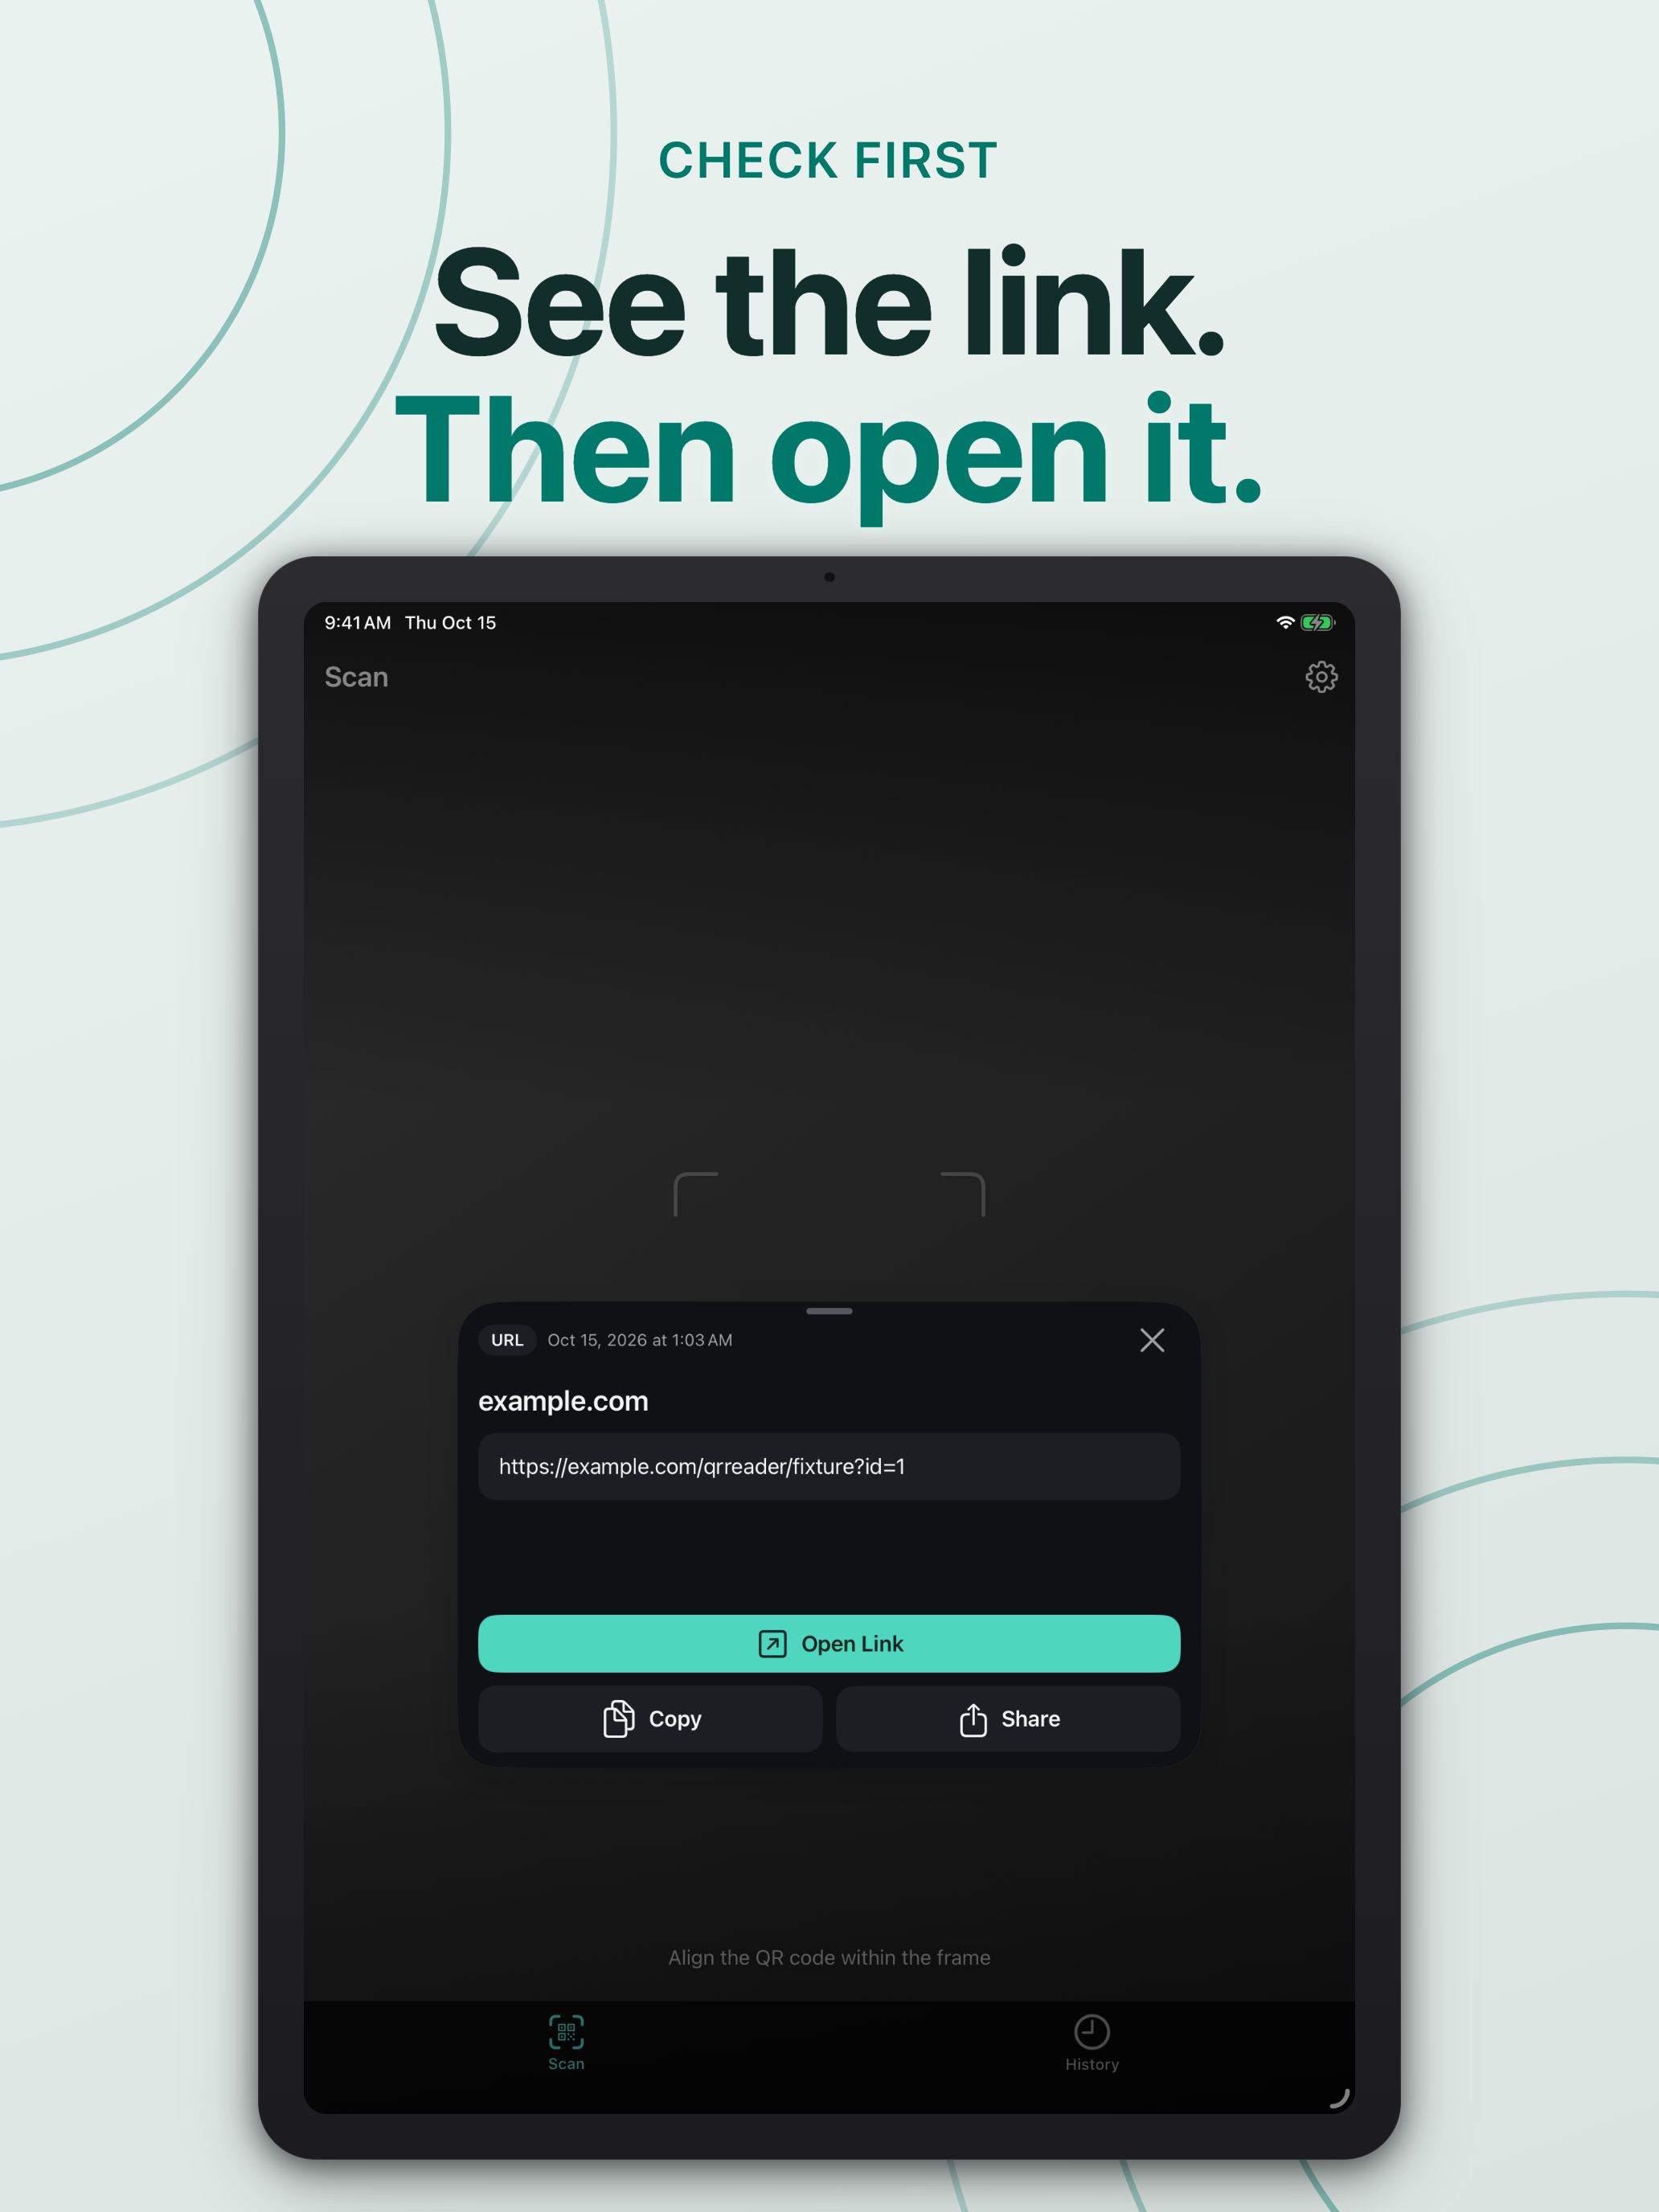 CHECK FIRST
See the link.
Then open it.
9:41 AM Thu Oct 15
Scan
URL Oct 15, 2026 at 1:03 AM
example.com
https://example.com/qrreader/fixture?id=1
Open Link
Copy Share
Align the QR code within the frame
Scan History